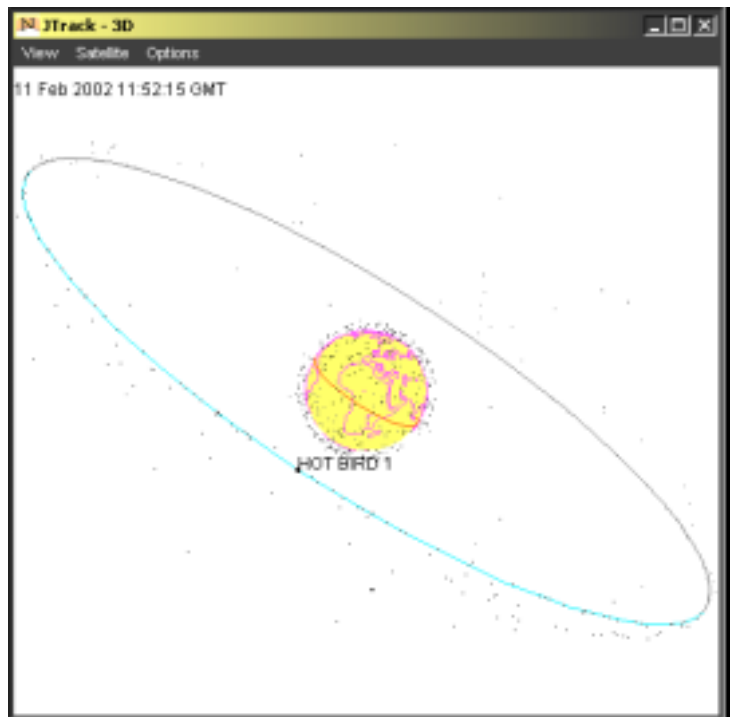 JTrack - 3D
View Satellite Options
11 Feb 2002 11:52:15 GMT
HOT BIRD 1